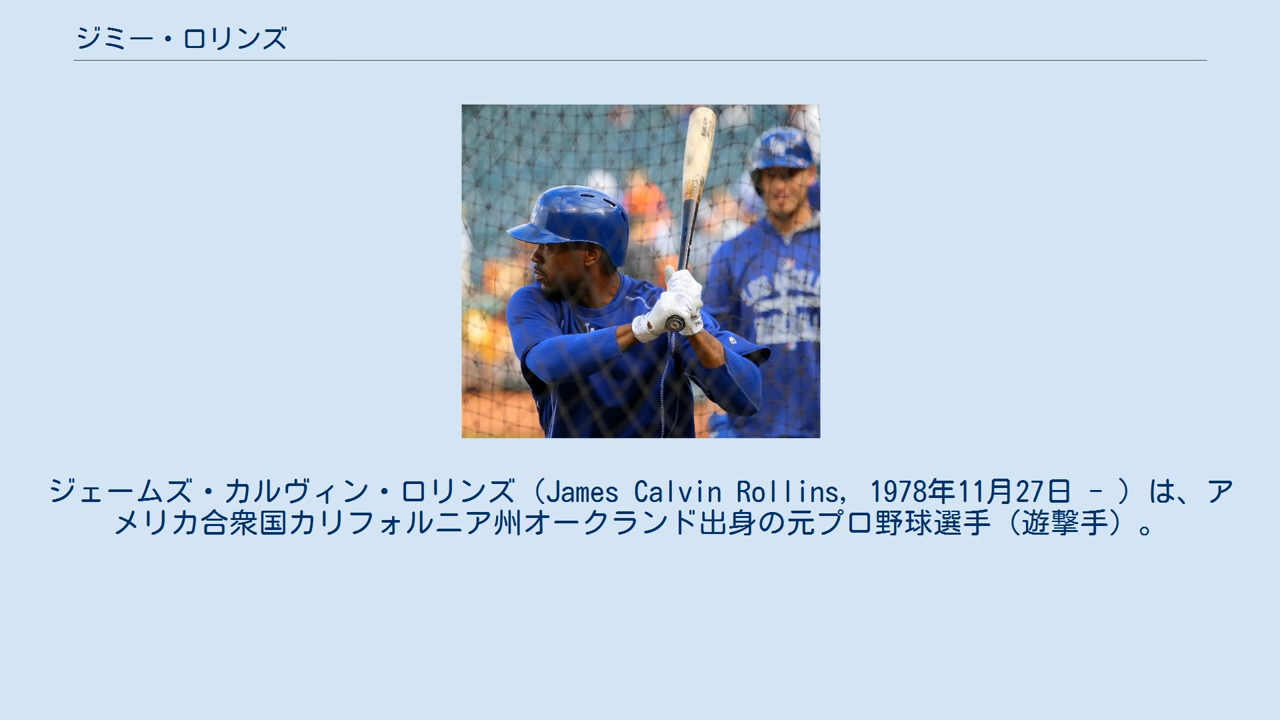 ジミー・ロリンズ
ジェームズ・カルヴィン・ロリンズ（James Calvin Rollins, 1978年11月27日 - ）は、ア
メリカ合衆国カリフォルニア州オークランド出身の元プロ野球選手（遊撃手）。
LOS ANGELES